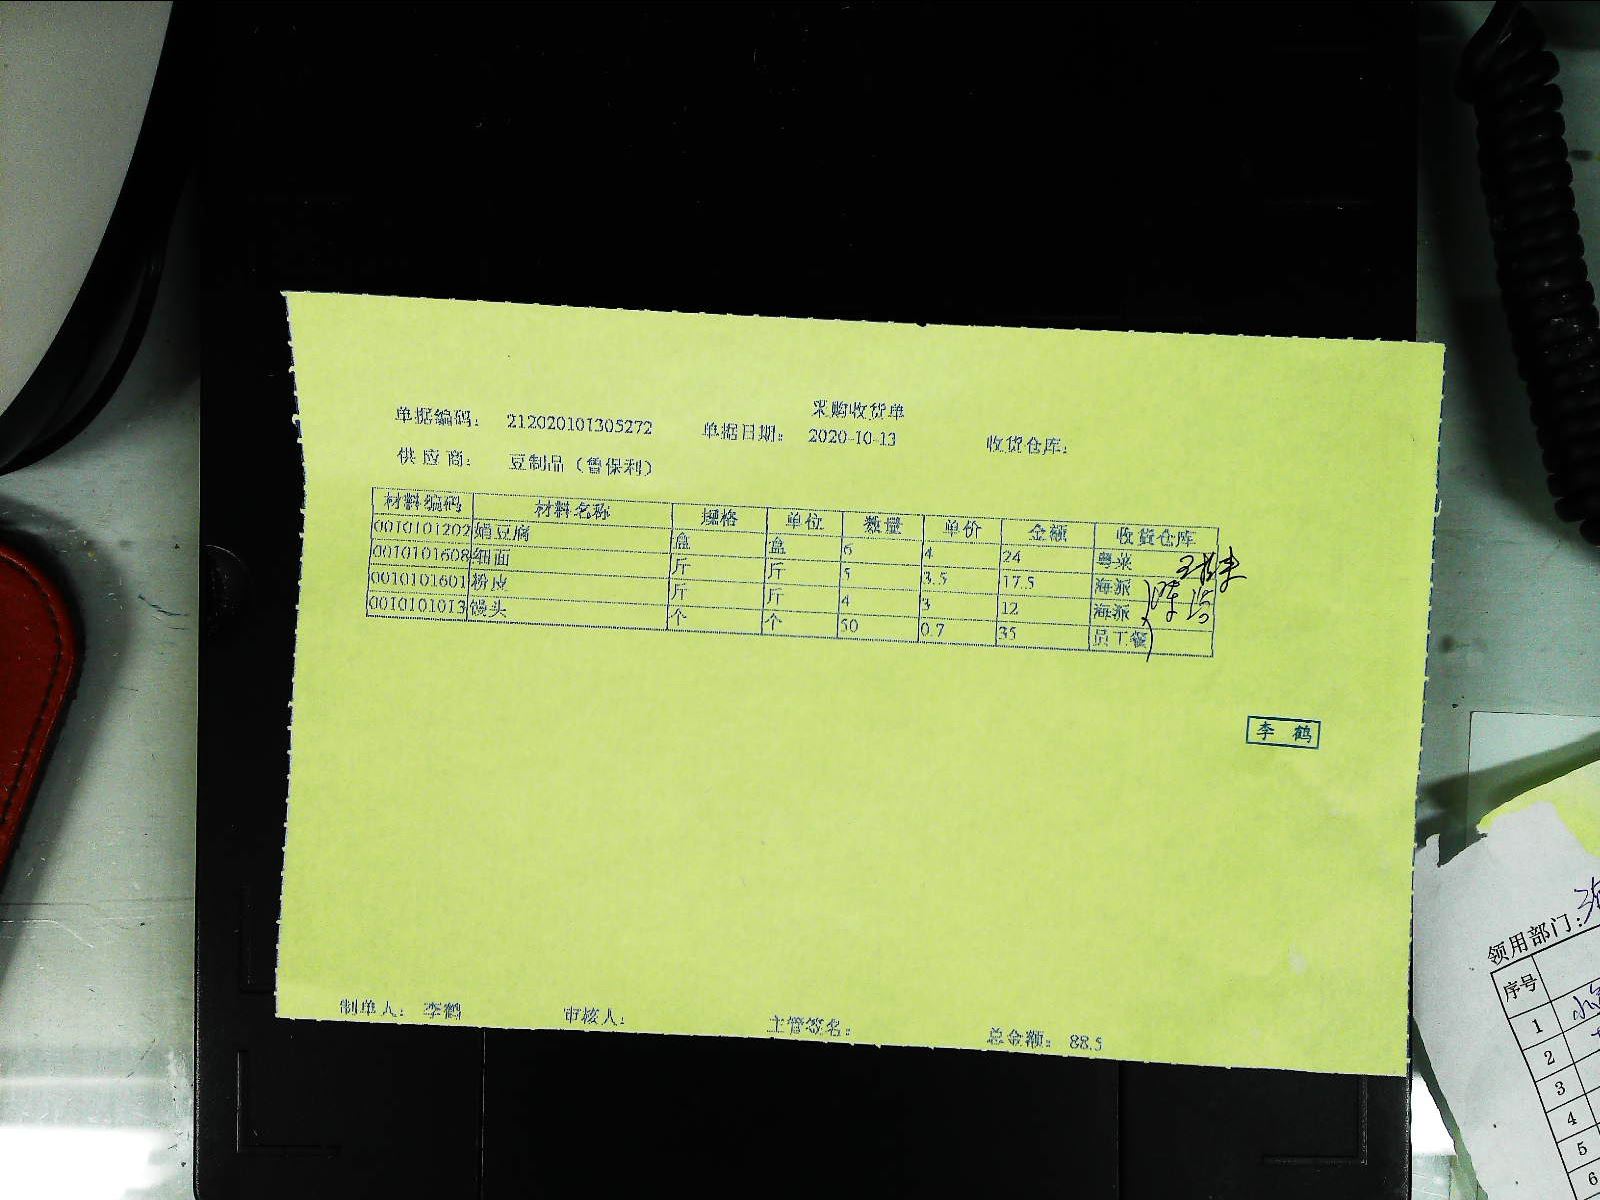 采购收货单
单据编码： 212020101305272 单据日期： 2020-10-13 收货仓库：
供 应 商： 豆制品（鲁保利）
材料编码 材料名称 规格 单位 数量 单价 金额 收货仓库
0010101202 娟豆腐 盒 盒 6 4 24 粤菜
0010101608 细面 斤 斤 5 3.5 17.5 海派
0010101601 粉皮 斤 斤 4 3 12 海派
0010101013 馒头 个 个 50 0.7 35 员工餐
李 鹤
制单人： 李鹤 审核人： 主管签名： 总金额： 88.5
领用部门：
序号
1
2
3
4
5
6